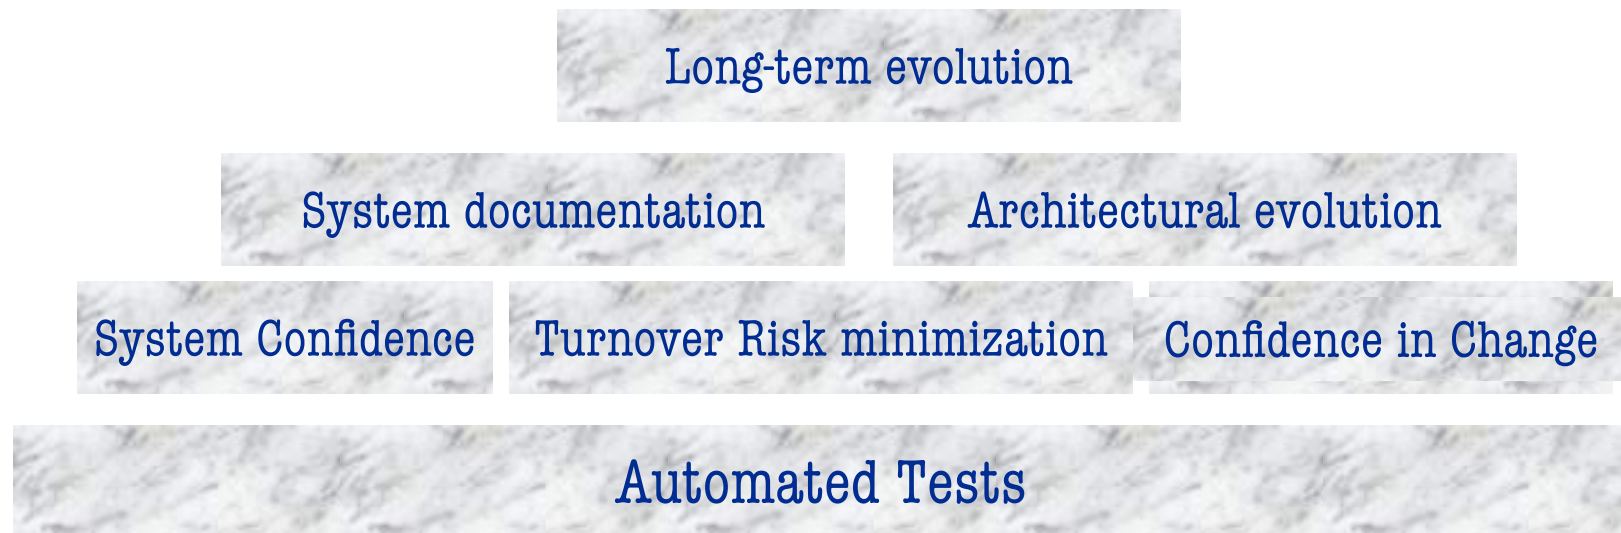 Long-term evolution
System documentation
Architectural evolution
System Confidence
Turnover Risk minimization
Confidence in Change
Automated Tests